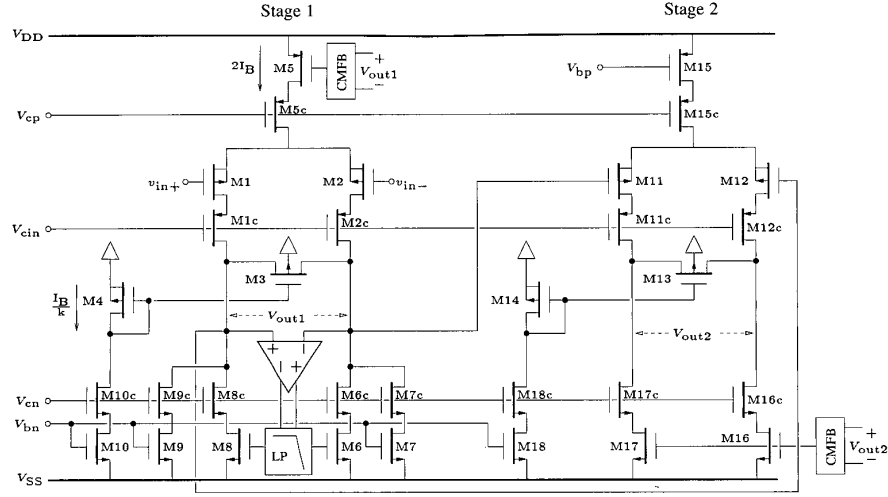 Stage 1 Stage 2
VDD
2IB M5 CMFB + Vout1 −
Vbp M15
Vcp M5c M15c
vin+ M1 M2 vin− M11 M12
Vcin M1c M2c M11c M12c
M3 M13
IB/k M4 M14
Vout1 Vout2
+ − − +
Vcn M10c M9c M8c M6c M7c M18c M17c M16c
Vbn
M10 M9 M8 LP M6 M7 M18 M17 M16 CMFB + Vout2 −
VSS